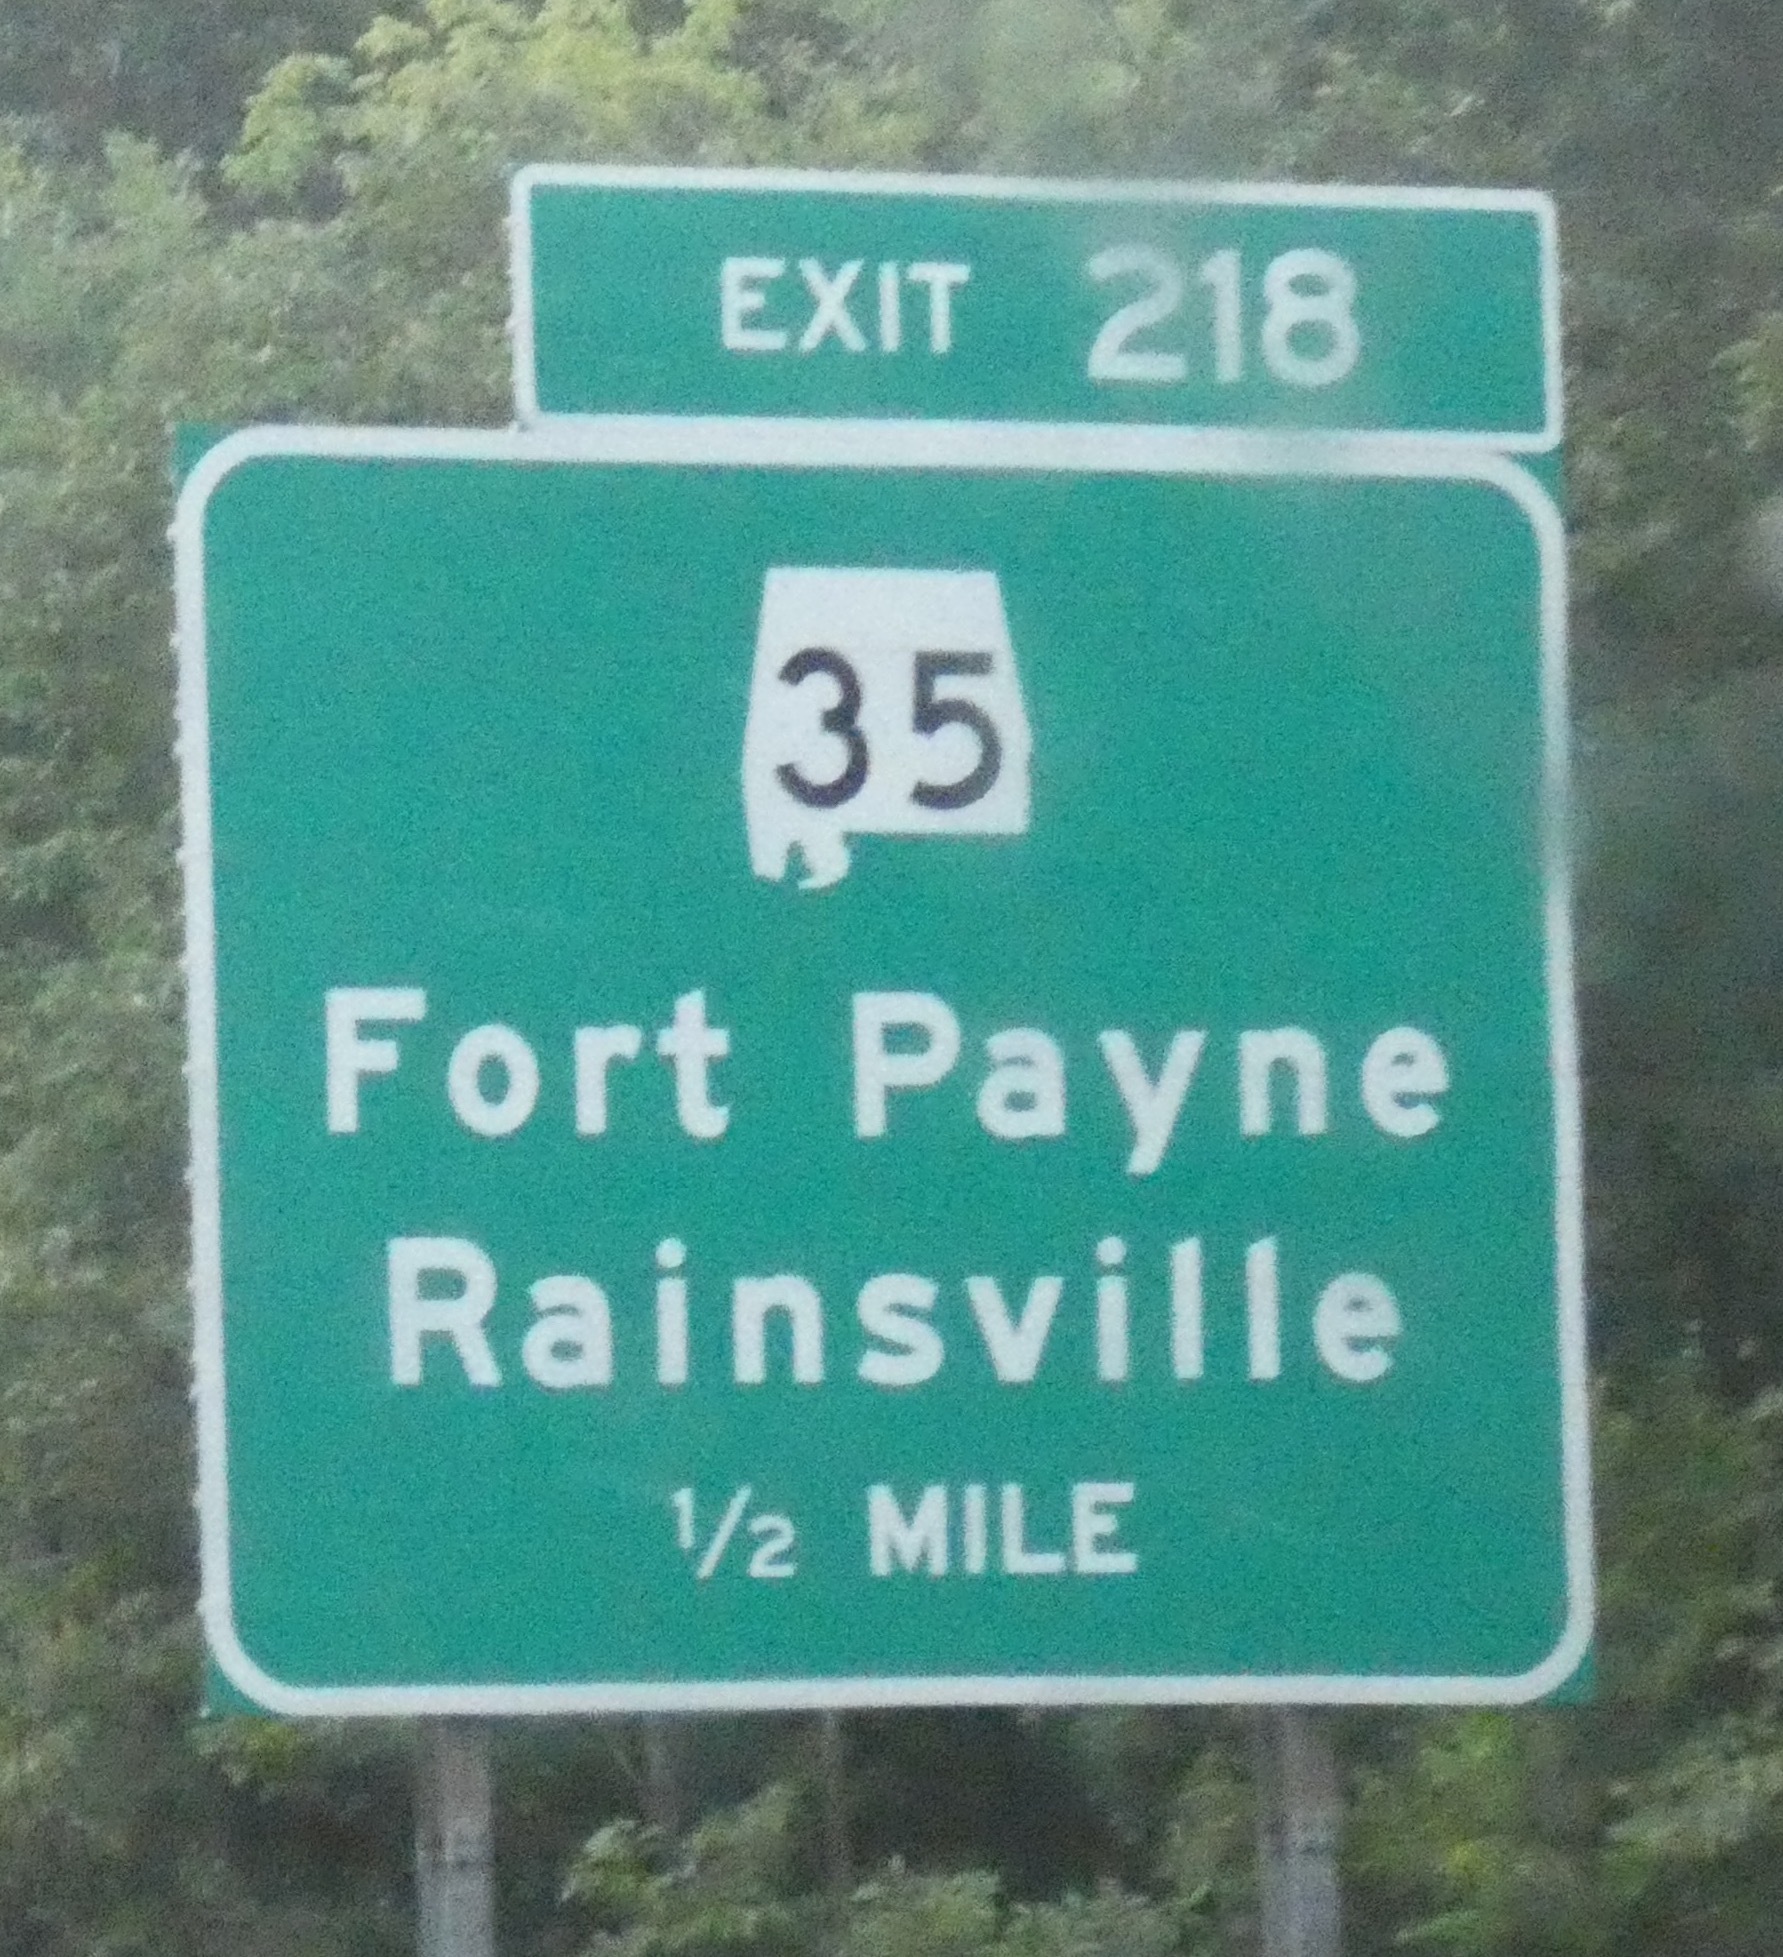 EXIT 218
35
Fort Payne
Rainsville
1/2 MILE